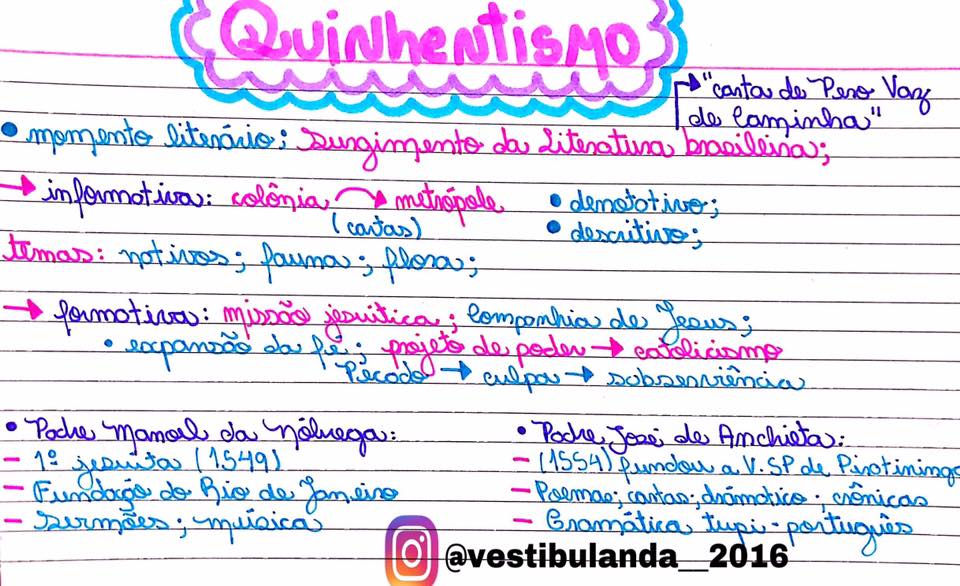 Quinhentismo
"carta de Pero Vaz
de Caminha"
• momento literário; Surgimento da Literatura brasileira;
→ informativa: colônia → metrópole • denotativo;
(cartas) • descritivo;
temas: nativos; fauna; flora;
→ formativa: missão jesuítica; Companhia de Jesus;
• expansão da fé; projeto de poder → catolicismo
Pecado → culpa → subserviência
• Padre Manoel da Nóbrega: • Padre José de Anchieta:
– 1º jesuíta (1549) – (1554) fundou a V. SP de Piratininga
– Fundação do Rio de Janeiro – Poemas; cartas; dramático; crônicas
– Sermões; música – Gramática tupi-português
@vestibulanda__2016